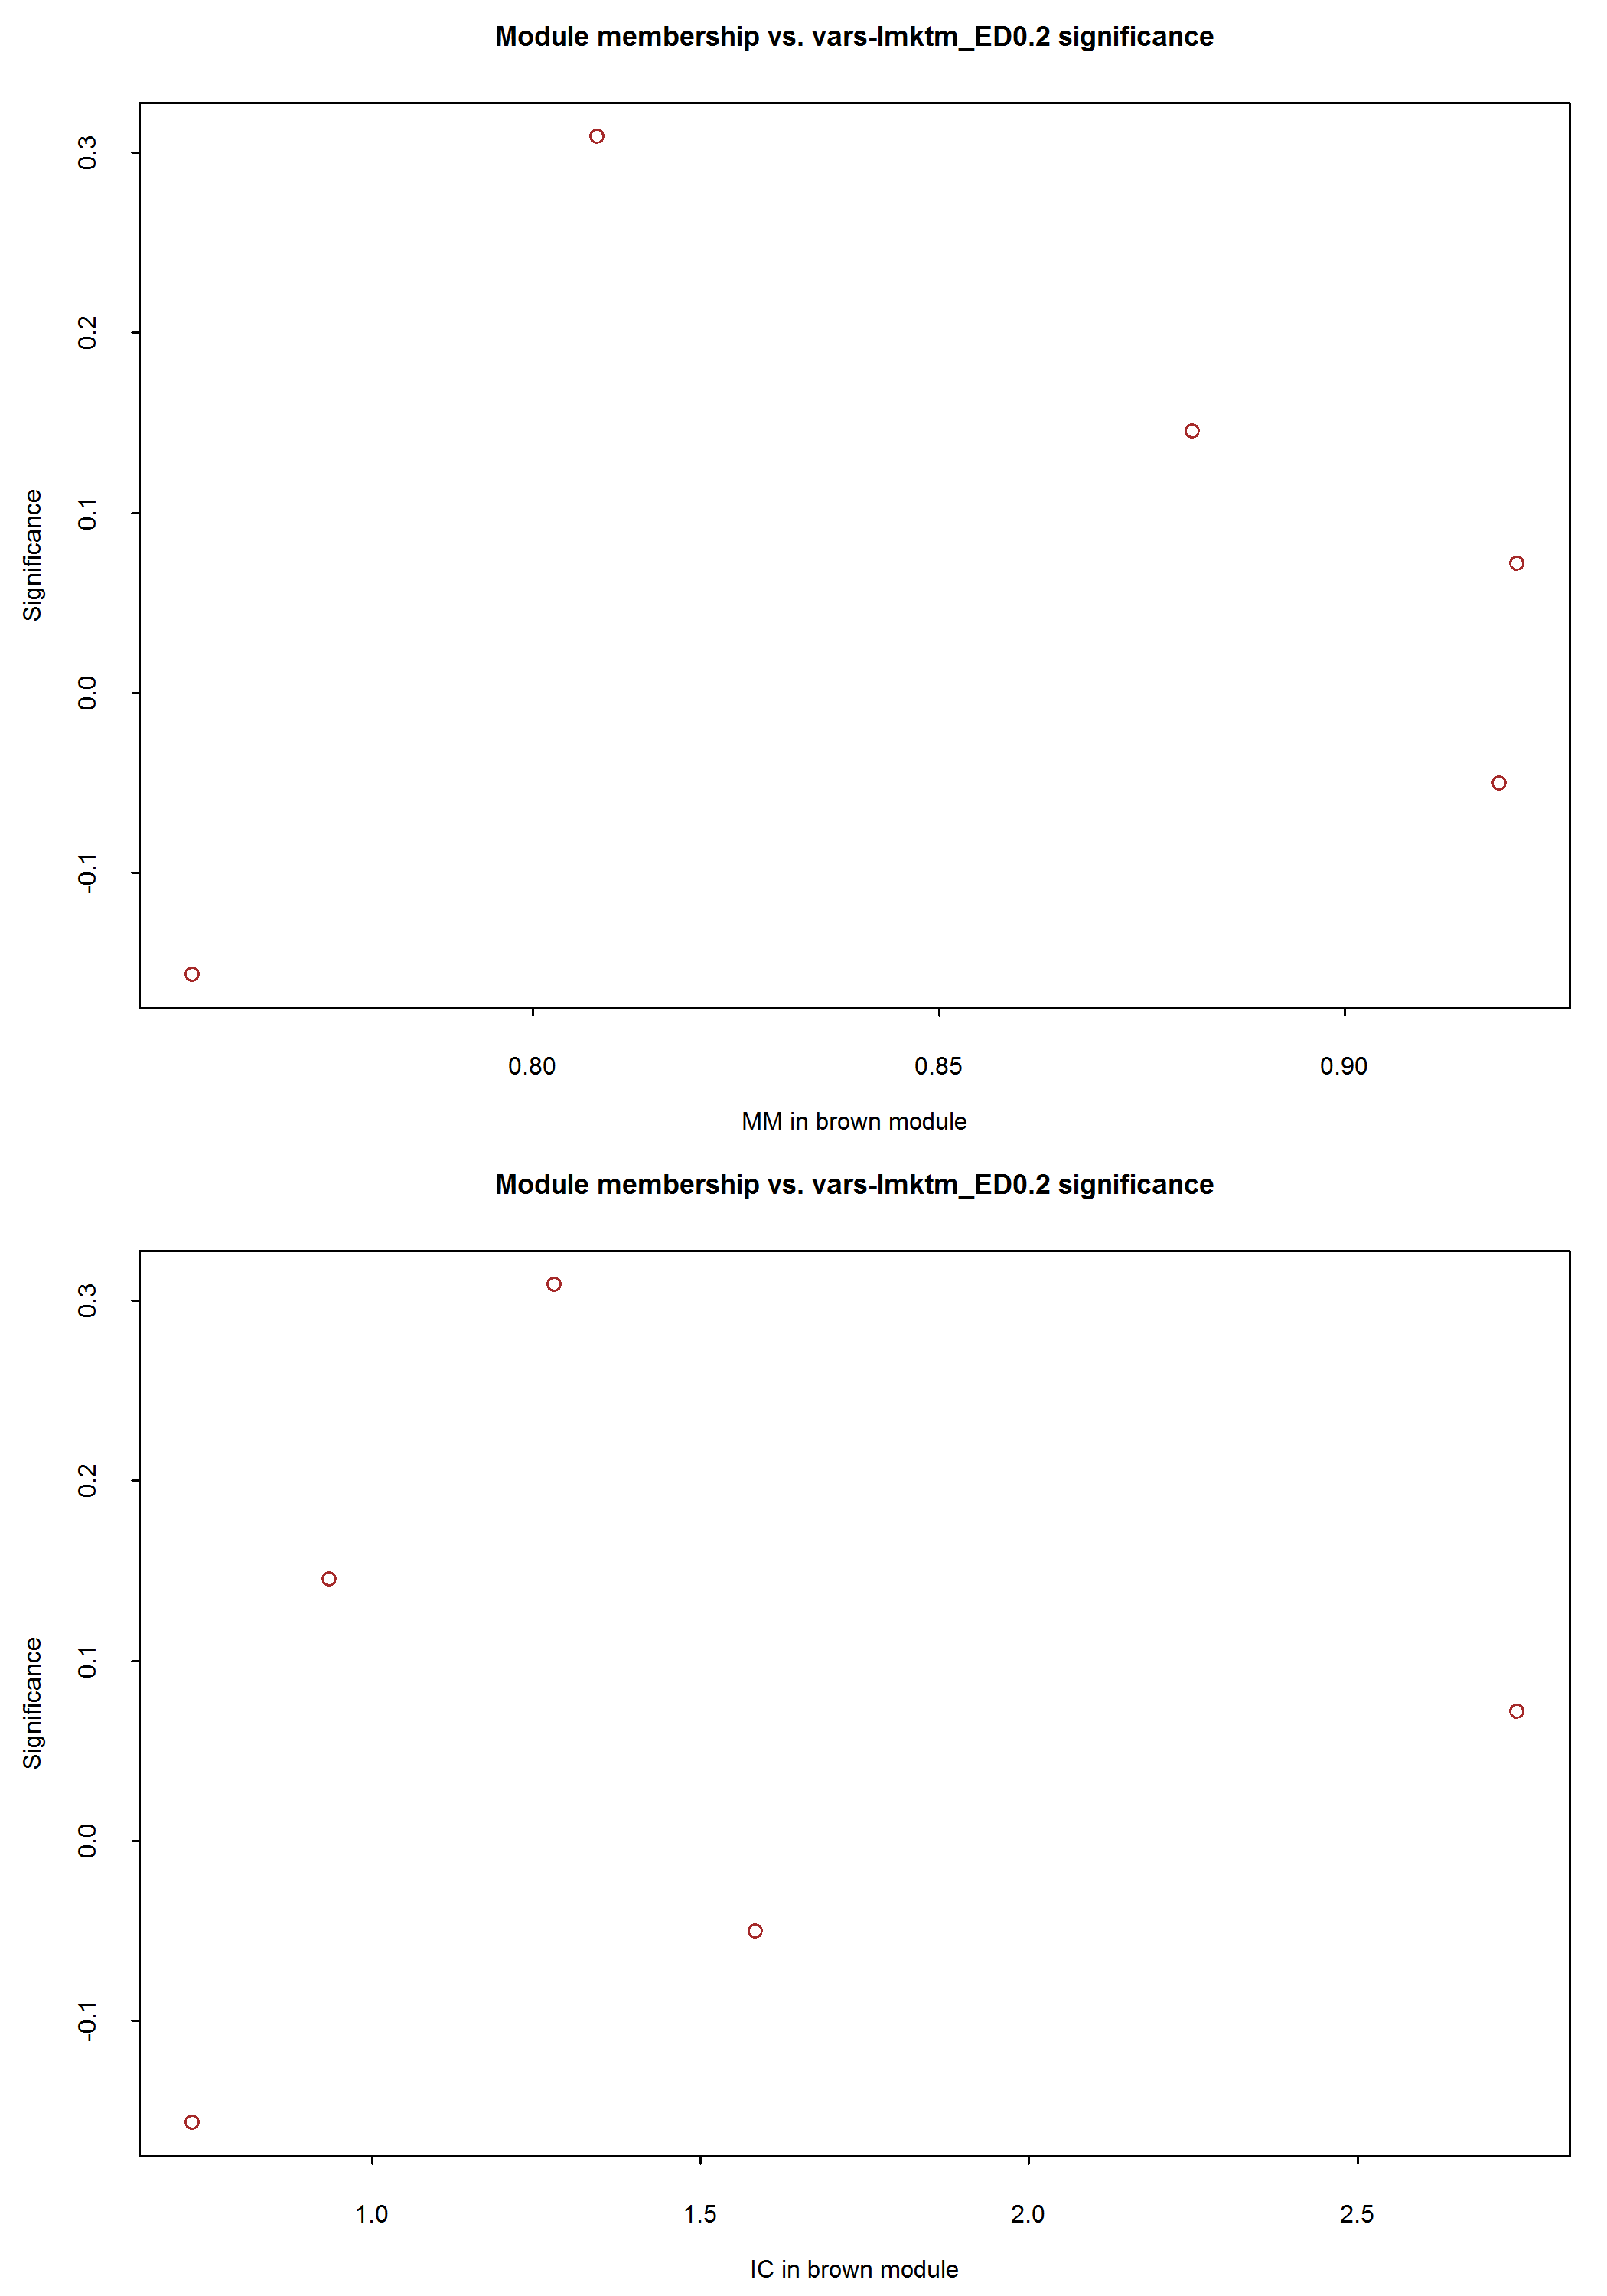 Module membership vs. vars-lmktm_ED0.2 significance
0.3
0.2
0.1
0.0
-0.1
Significance
0.80 0.85 0.90
MM in brown module
Module membership vs. vars-lmktm_ED0.2 significance
0.3
0.2
0.1
0.0
-0.1
Significance
1.0 1.5 2.0 2.5
IC in brown module